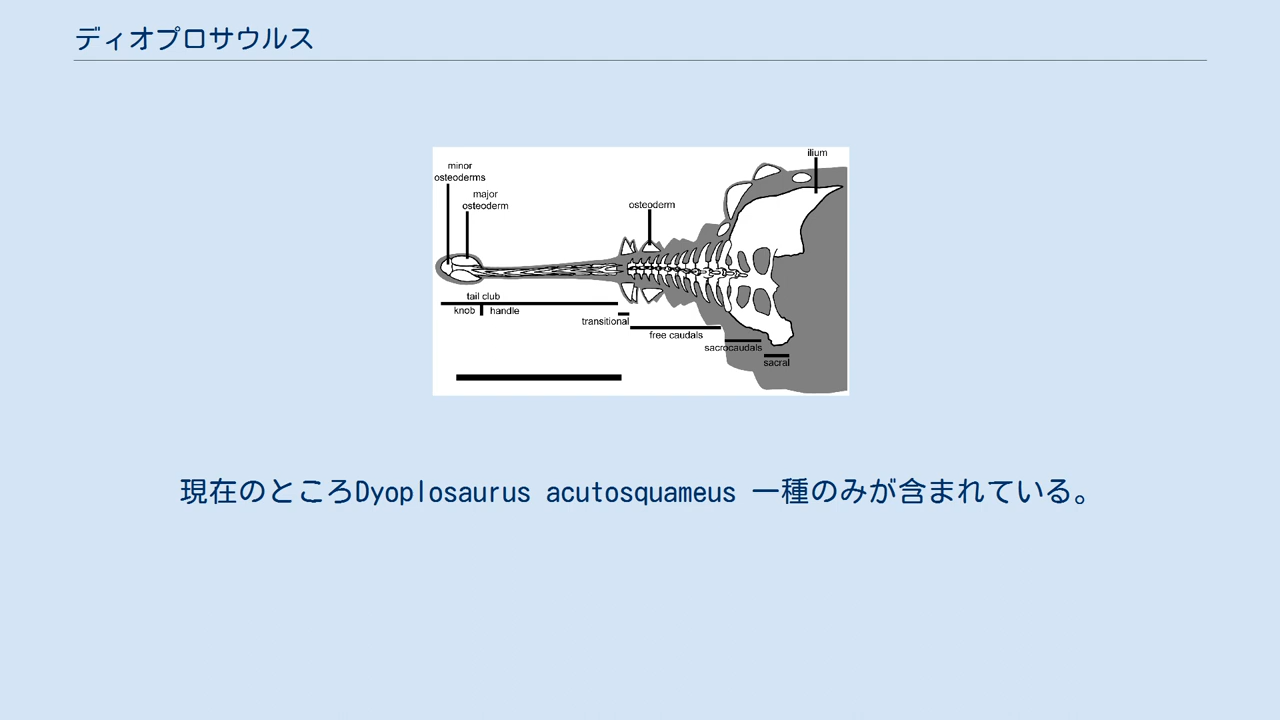 ディオプロサウルス
ilium
minor
osteoderms
major
osteoderm
osteoderm
tail club
knob
handle
transitional
free caudals
sacrocaudals
sacral
現在のところDyoplosaurus acutosquameus 一種のみが含まれている。